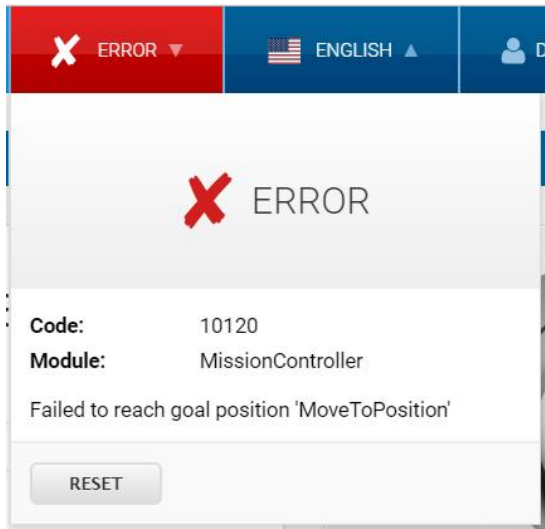 ERROR ENGLISH D
ERROR
Code: 10120
Module: MissionController
Failed to reach goal position 'MoveToPosition'
RESET